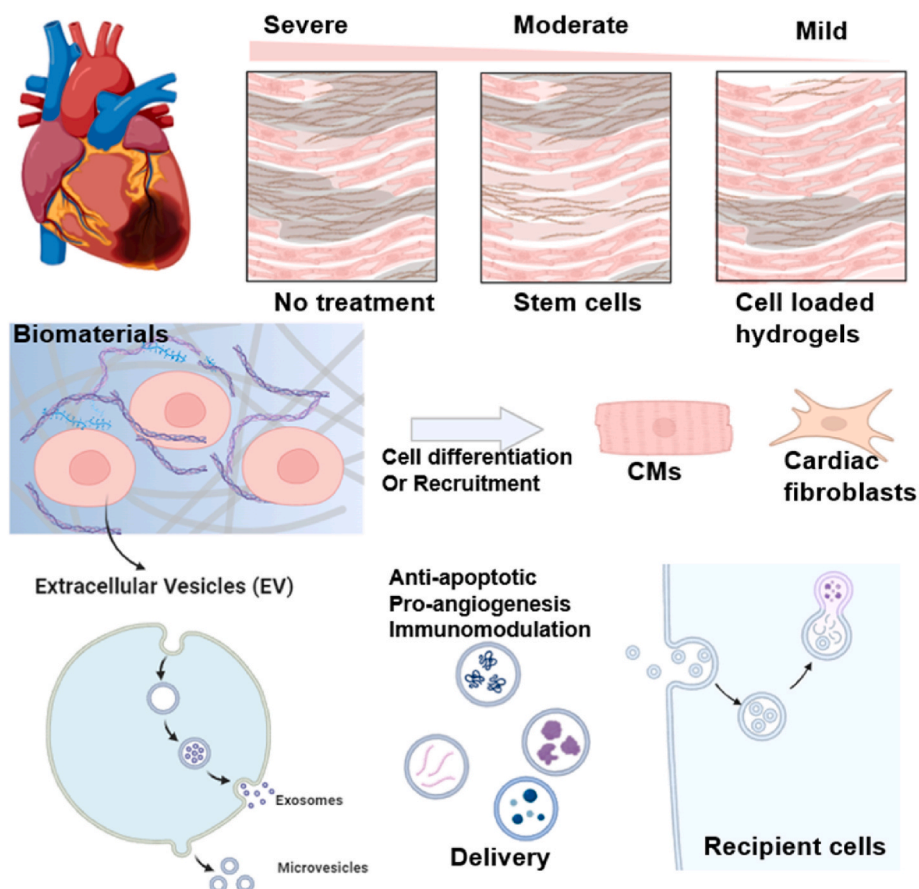 Severe
Moderate
Mild
No treatment
Stem cells
Cell loaded
hydrogels
Biomaterials
Cell differentiation
Or Recruitment
CMs
Cardiac
fibroblasts
Extracellular Vesicles (EV)
Anti-apoptotic
Pro-angiogenesis
Immunomodulation
Exosomes
Microvesicles
Delivery
Recipient cells